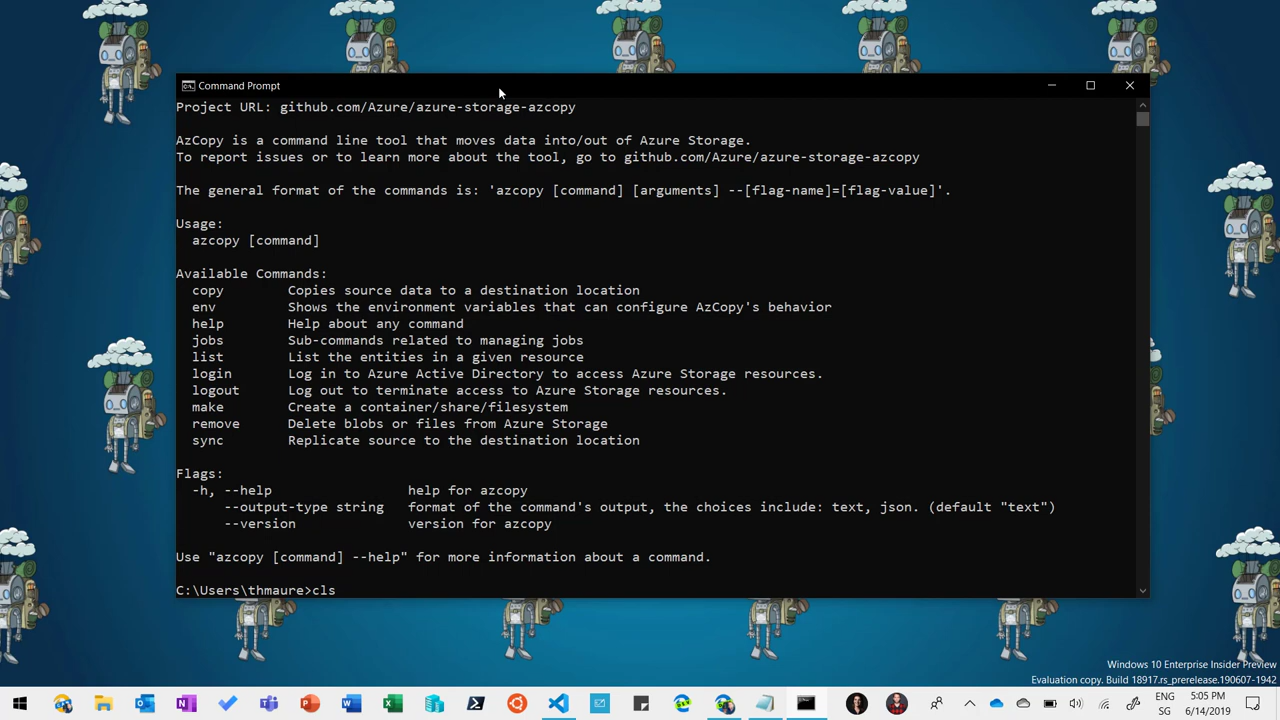 Command Prompt
Project URL: github.com/Azure/azure-storage-azcopy
AzCopy is a command line tool that moves data into/out of Azure Storage.
To report issues or to learn more about the tool, go to github.com/Azure/azure-storage-azcopy
The general format of the commands is: 'azcopy [command] [arguments] --[flag-name]=[flag-value]'.
Usage:
azcopy [command]
Available Commands:
copy Copies source data to a destination location
env Shows the environment variables that can configure AzCopy's behavior
help Help about any command
jobs Sub-commands related to managing jobs
list List the entities in a given resource
login Log in to Azure Active Directory to access Azure Storage resources.
logout Log out to terminate access to Azure Storage resources.
make Create a container/share/filesystem
remove Delete blobs or files from Azure Storage
sync Replicate source to the destination location
Flags:
-h, --help help for azcopy
--output-type string format of the command's output, the choices include: text, json. (default "text")
--version version for azcopy
Use "azcopy [command] --help" for more information about a command.
C:\Users\thmaure>cls
Windows 10 Enterprise Insider Preview
Evaluation copy. Build 18917.rs_prerelease.190607-1942
ENG 5:05 PM
SG 6/14/2019